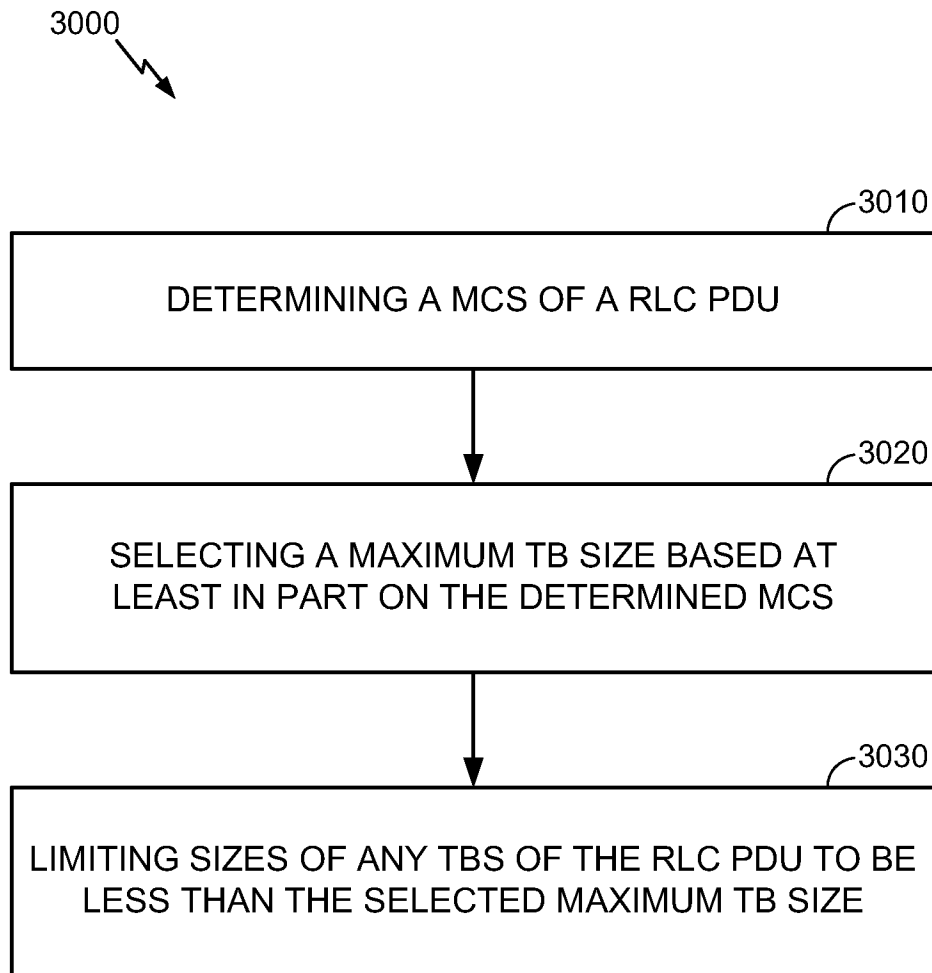 3000
3010
DETERMINING A MCS OF A RLC PDU
3020
SELECTING A MAXIMUM TB SIZE BASED AT
LEAST IN PART ON THE DETERMINED MCS
3030
LIMITING SIZES OF ANY TBS OF THE RLC PDU TO BE
LESS THAN THE SELECTED MAXIMUM TB SIZE